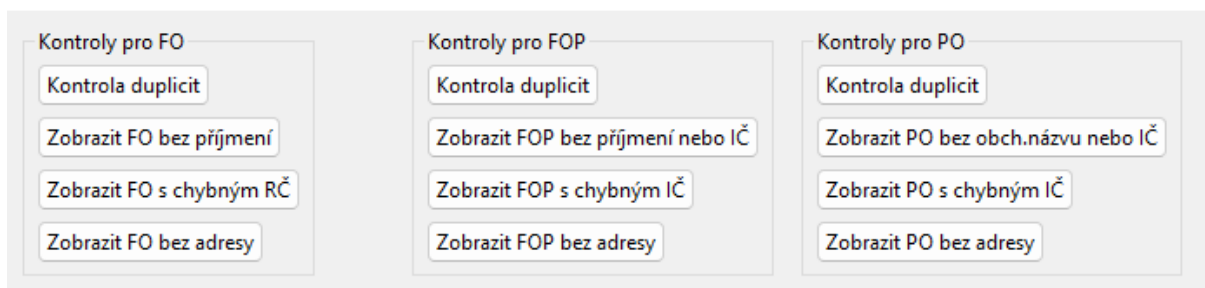 Kontroly pro FO
Kontrola duplicit
Zobrazit FO bez příjmení
Zobrazit FO s chybným RČ
Zobrazit FO bez adresy
Kontroly pro FOP
Kontrola duplicit
Zobrazit FOP bez příjmení nebo IČ
Zobrazit FOP s chybným IČ
Zobrazit FOP bez adresy
Kontroly pro PO
Kontrola duplicit
Zobrazit PO bez obch.názvu nebo IČ
Zobrazit PO s chybným IČ
Zobrazit PO bez adresy